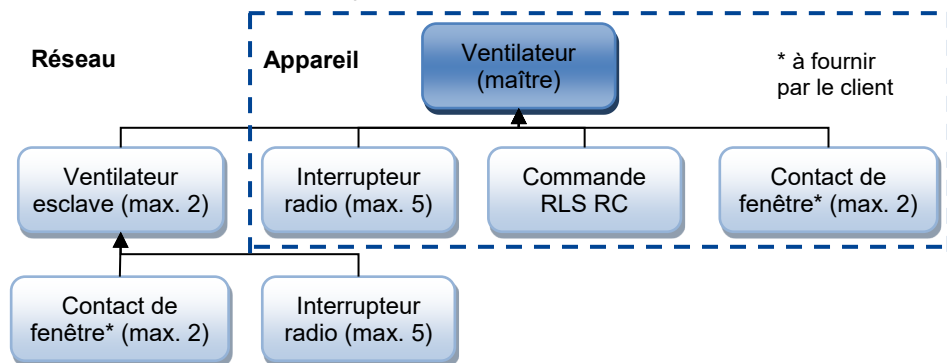 Réseau
Appareil
Ventilateur
(maître)
* à fournir
par le client
Ventilateur
esclave (max. 2)
Interrupteur
radio (max. 5)
Commande
RLS RC
Contact de
fenêtre* (max. 2)
Contact de
fenêtre* (max. 2)
Interrupteur
radio (max. 5)